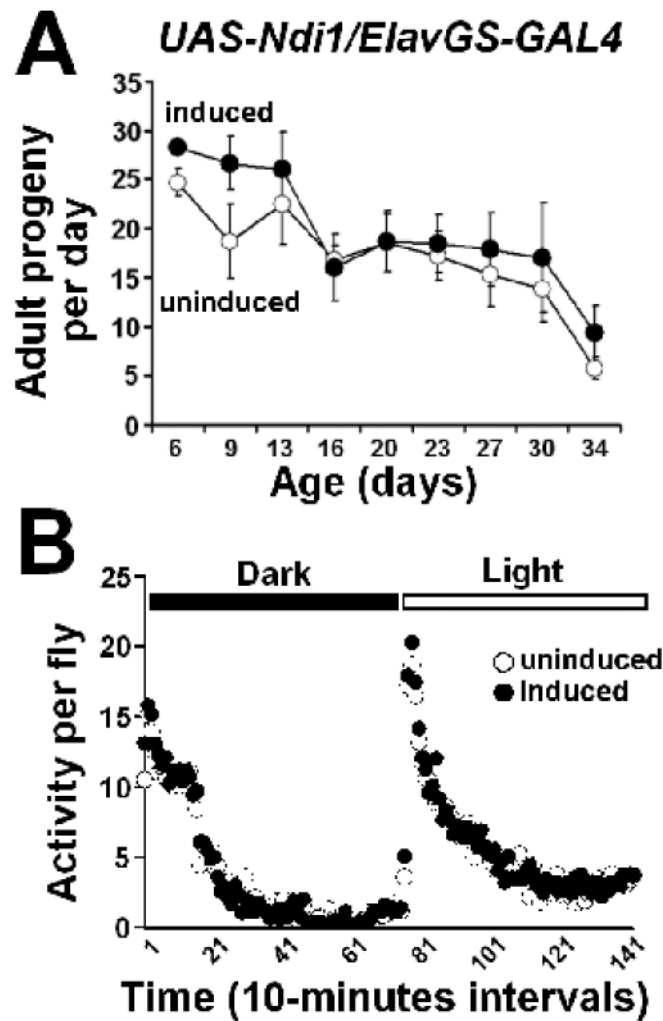 A
UAS-Ndi1/ElavGS-GAL4
Adult progeny
per day
35
30
25
20
15
10
5
0
induced
uninduced
6 9 13 16 20 23 27 30 34
Age (days)
B
Activity per fly
25
20
15
10
5
0
Dark Light
uninduced
Induced
1 21 41 61 81 101 121 141
Time (10-minutes intervals)